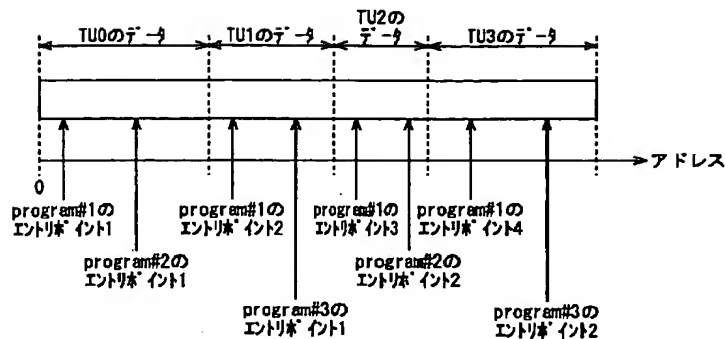 TU0のデータ
TU1のデータ
TU2の
データ
TU3のデータ
アドレス
0
program#1の
エントリポイント1
program#1の
エントリポイント2
program#1の
エントリポイント3
program#1の
エントリポイント4
program#2の
エントリポイント1
program#2の
エントリポイント2
program#3の
エントリポイント1
program#3の
エントリポイント2